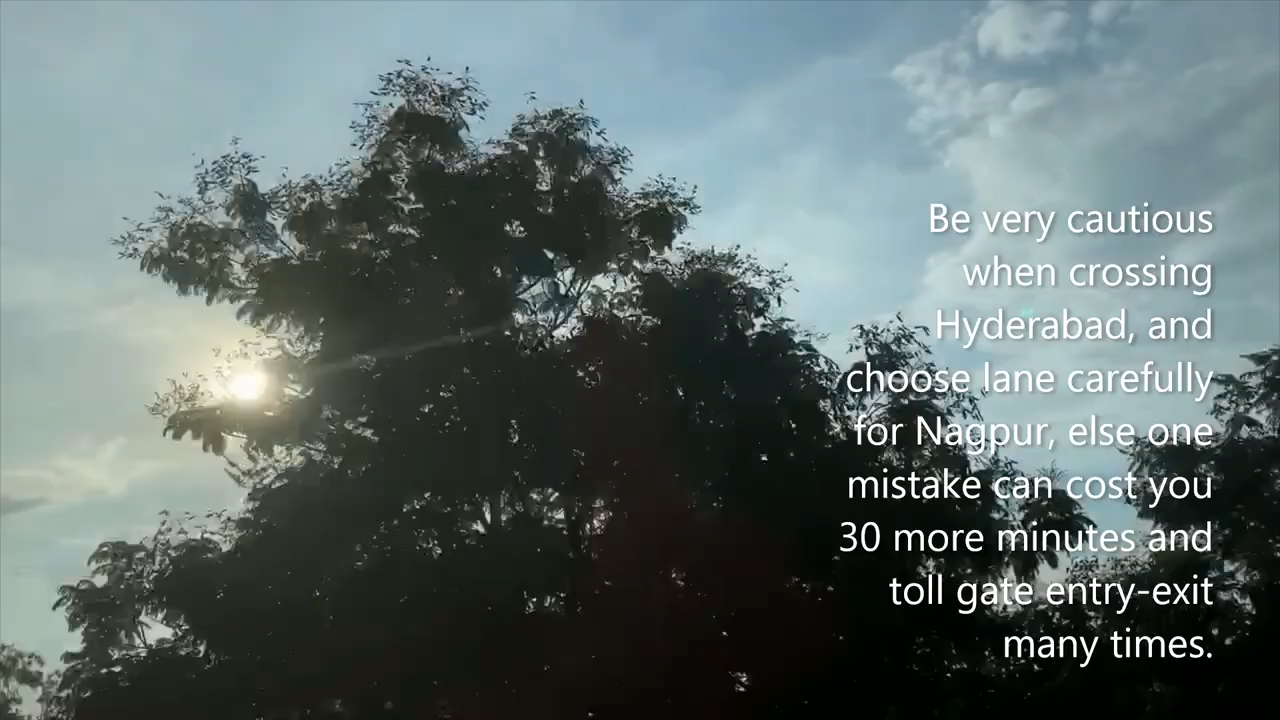 Be very cautious
when crossing
Hyderabad, and
choose lane carefully
for Nagpur, else one
mistake can cost you
30 more minutes and
toll gate entry-exit
many times.